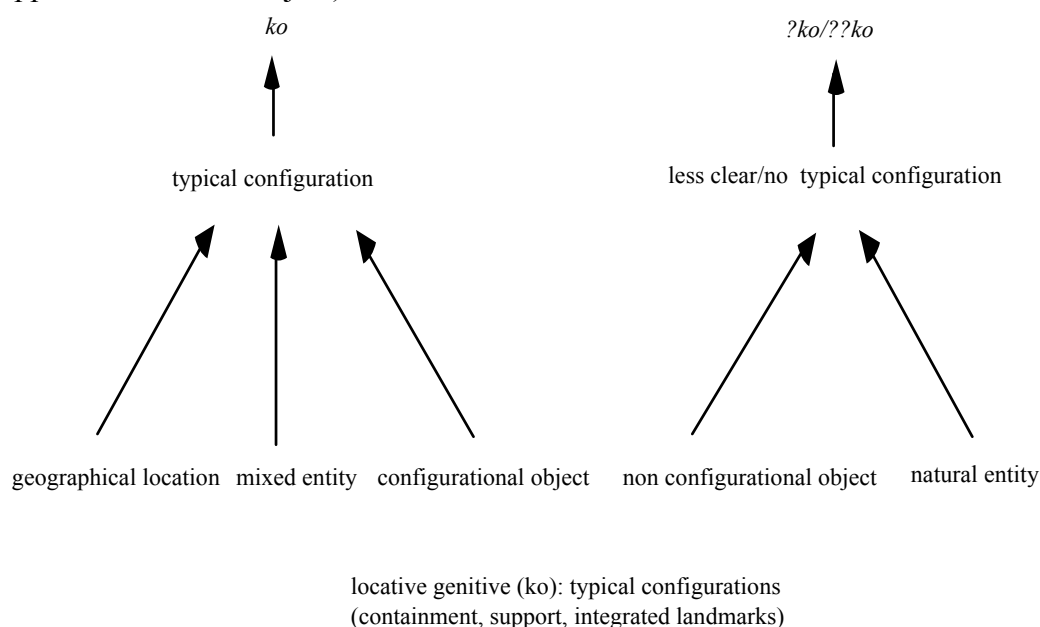 ko ?ko/??ko
typical configuration less clear/no typical configuration
geographical location mixed entity configurational object non configurational object natural entity
locative genitive (ko): typical configurations
(containment, support, integrated landmarks)